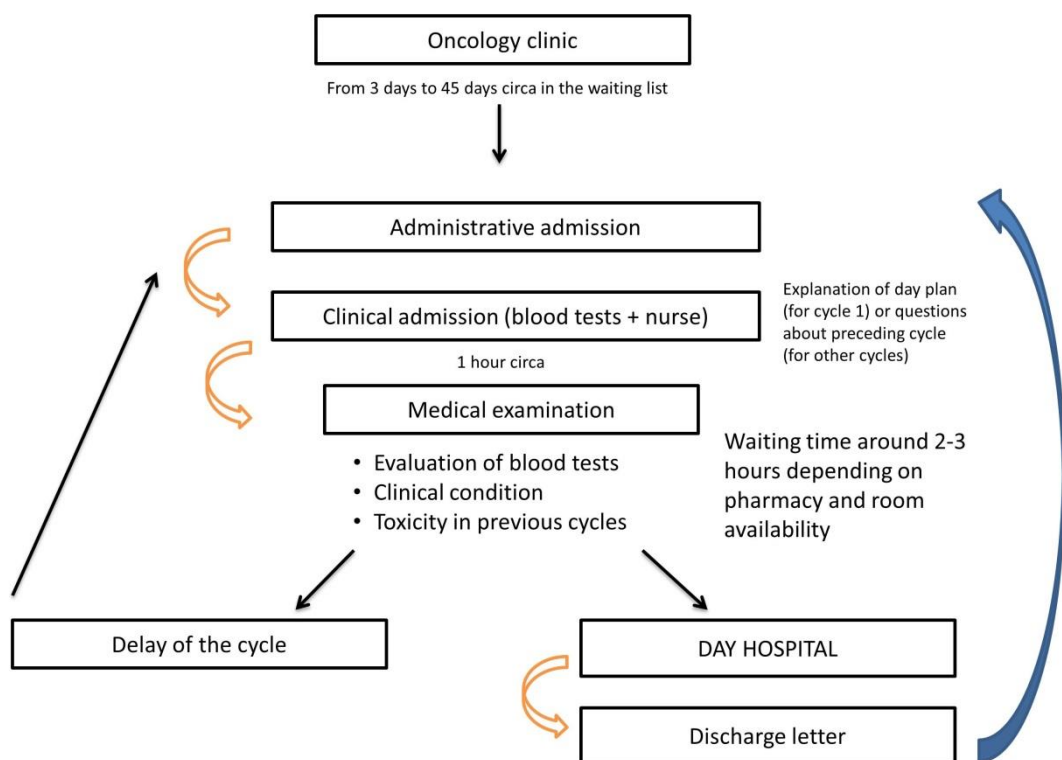 Oncology clinic
From 3 days to 45 days circa in the waiting list
Administrative admission
Clinical admission (blood tests + nurse)
Explanation of day plan
(for cycle 1) or questions
about preceding cycle
(for other cycles)
1 hour circa
Medical examination
• Evaluation of blood tests
• Clinical condition
• Toxicity in previous cycles
Waiting time around 2-3
hours depending on
pharmacy and room
availability
Delay of the cycle
DAY HOSPITAL
Discharge letter